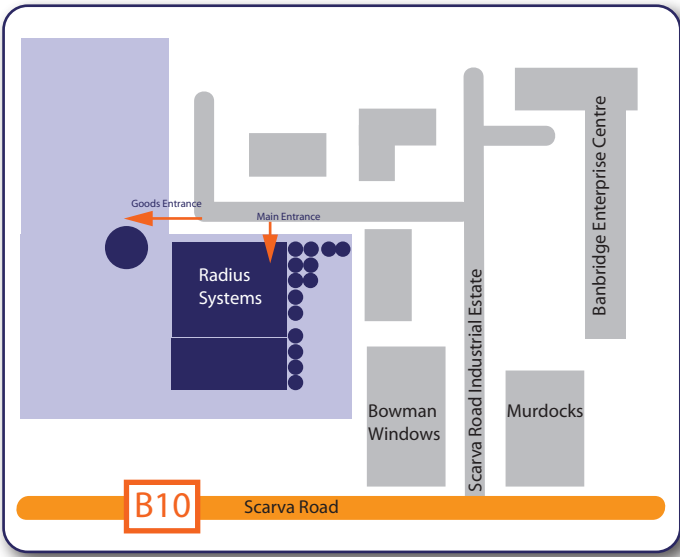 Goods Entrance
Main Entrance
Radius
Systems
Scarva Road Industrial Estate
Banbridge Enterprise Centre
Bowman
Windows
Murdocks
B10
Scarva Road